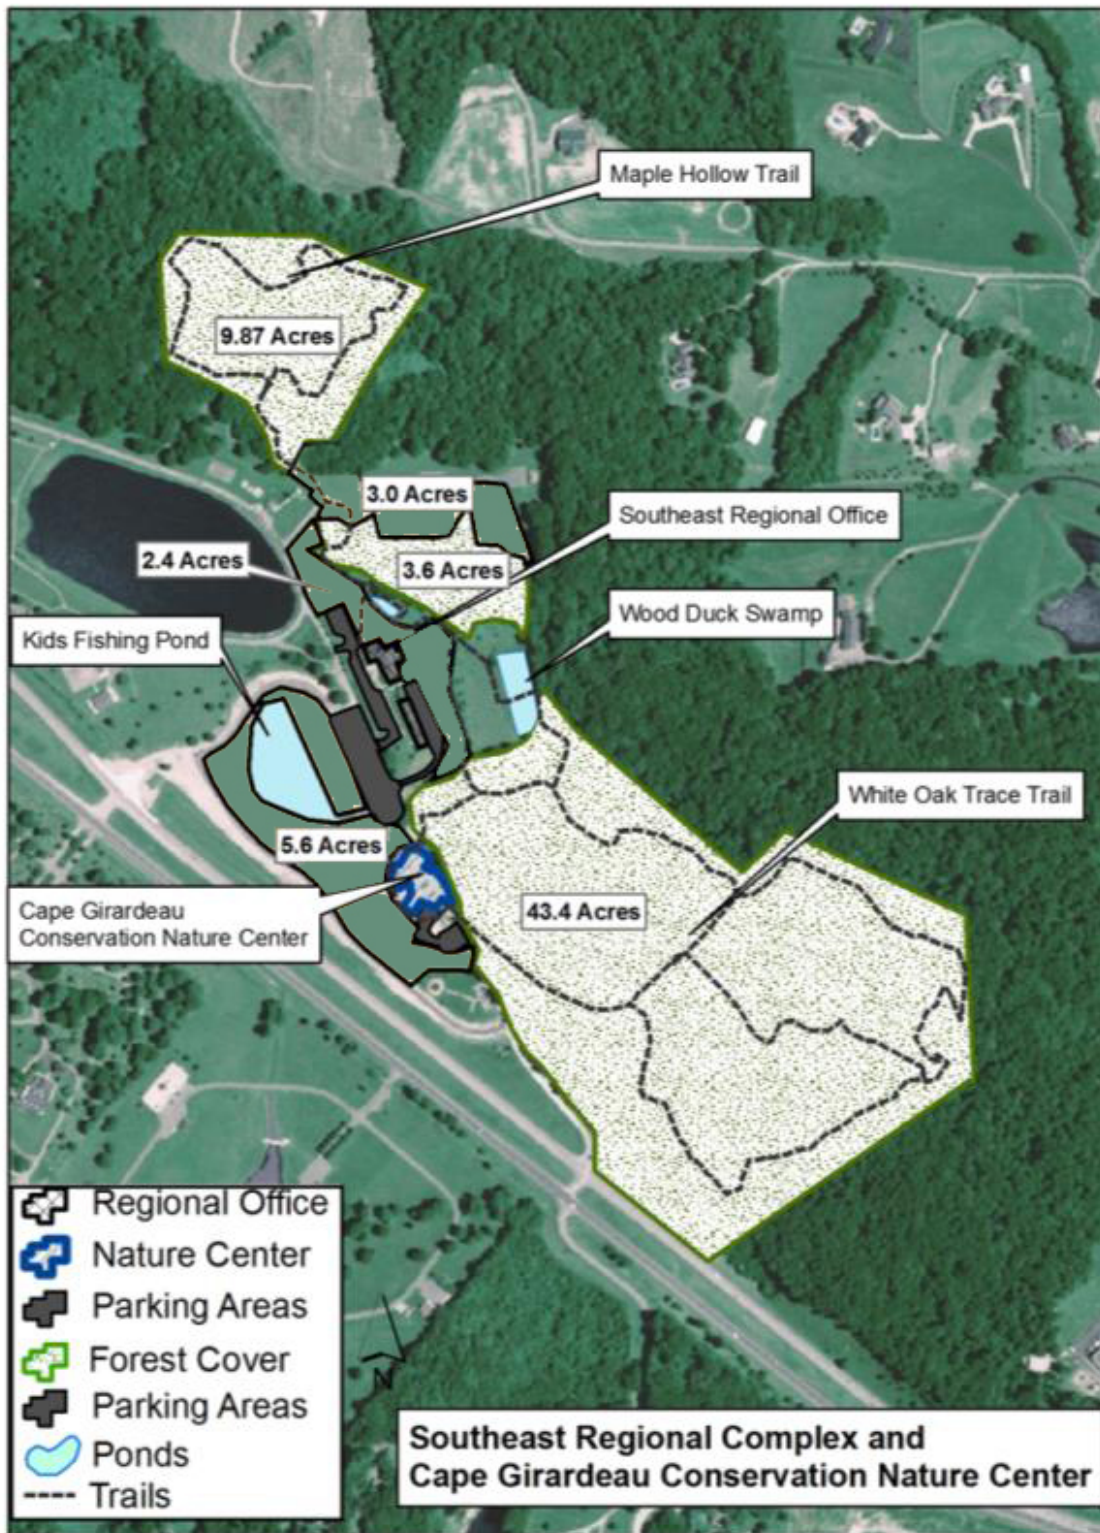 Maple Hollow Trail
9.87 Acres
3.0 Acres
Southeast Regional Office
2.4 Acres
3.6 Acres
Wood Duck Swamp
Kids Fishing Pond
White Oak Trace Trail
5.6 Acres
43.4 Acres
Cape Girardeau
Conservation Nature Center
Regional Office
Nature Center
Parking Areas
Forest Cover
Parking Areas
Ponds
Trails
N
Southeast Regional Complex and
Cape Girardeau Conservation Nature Center